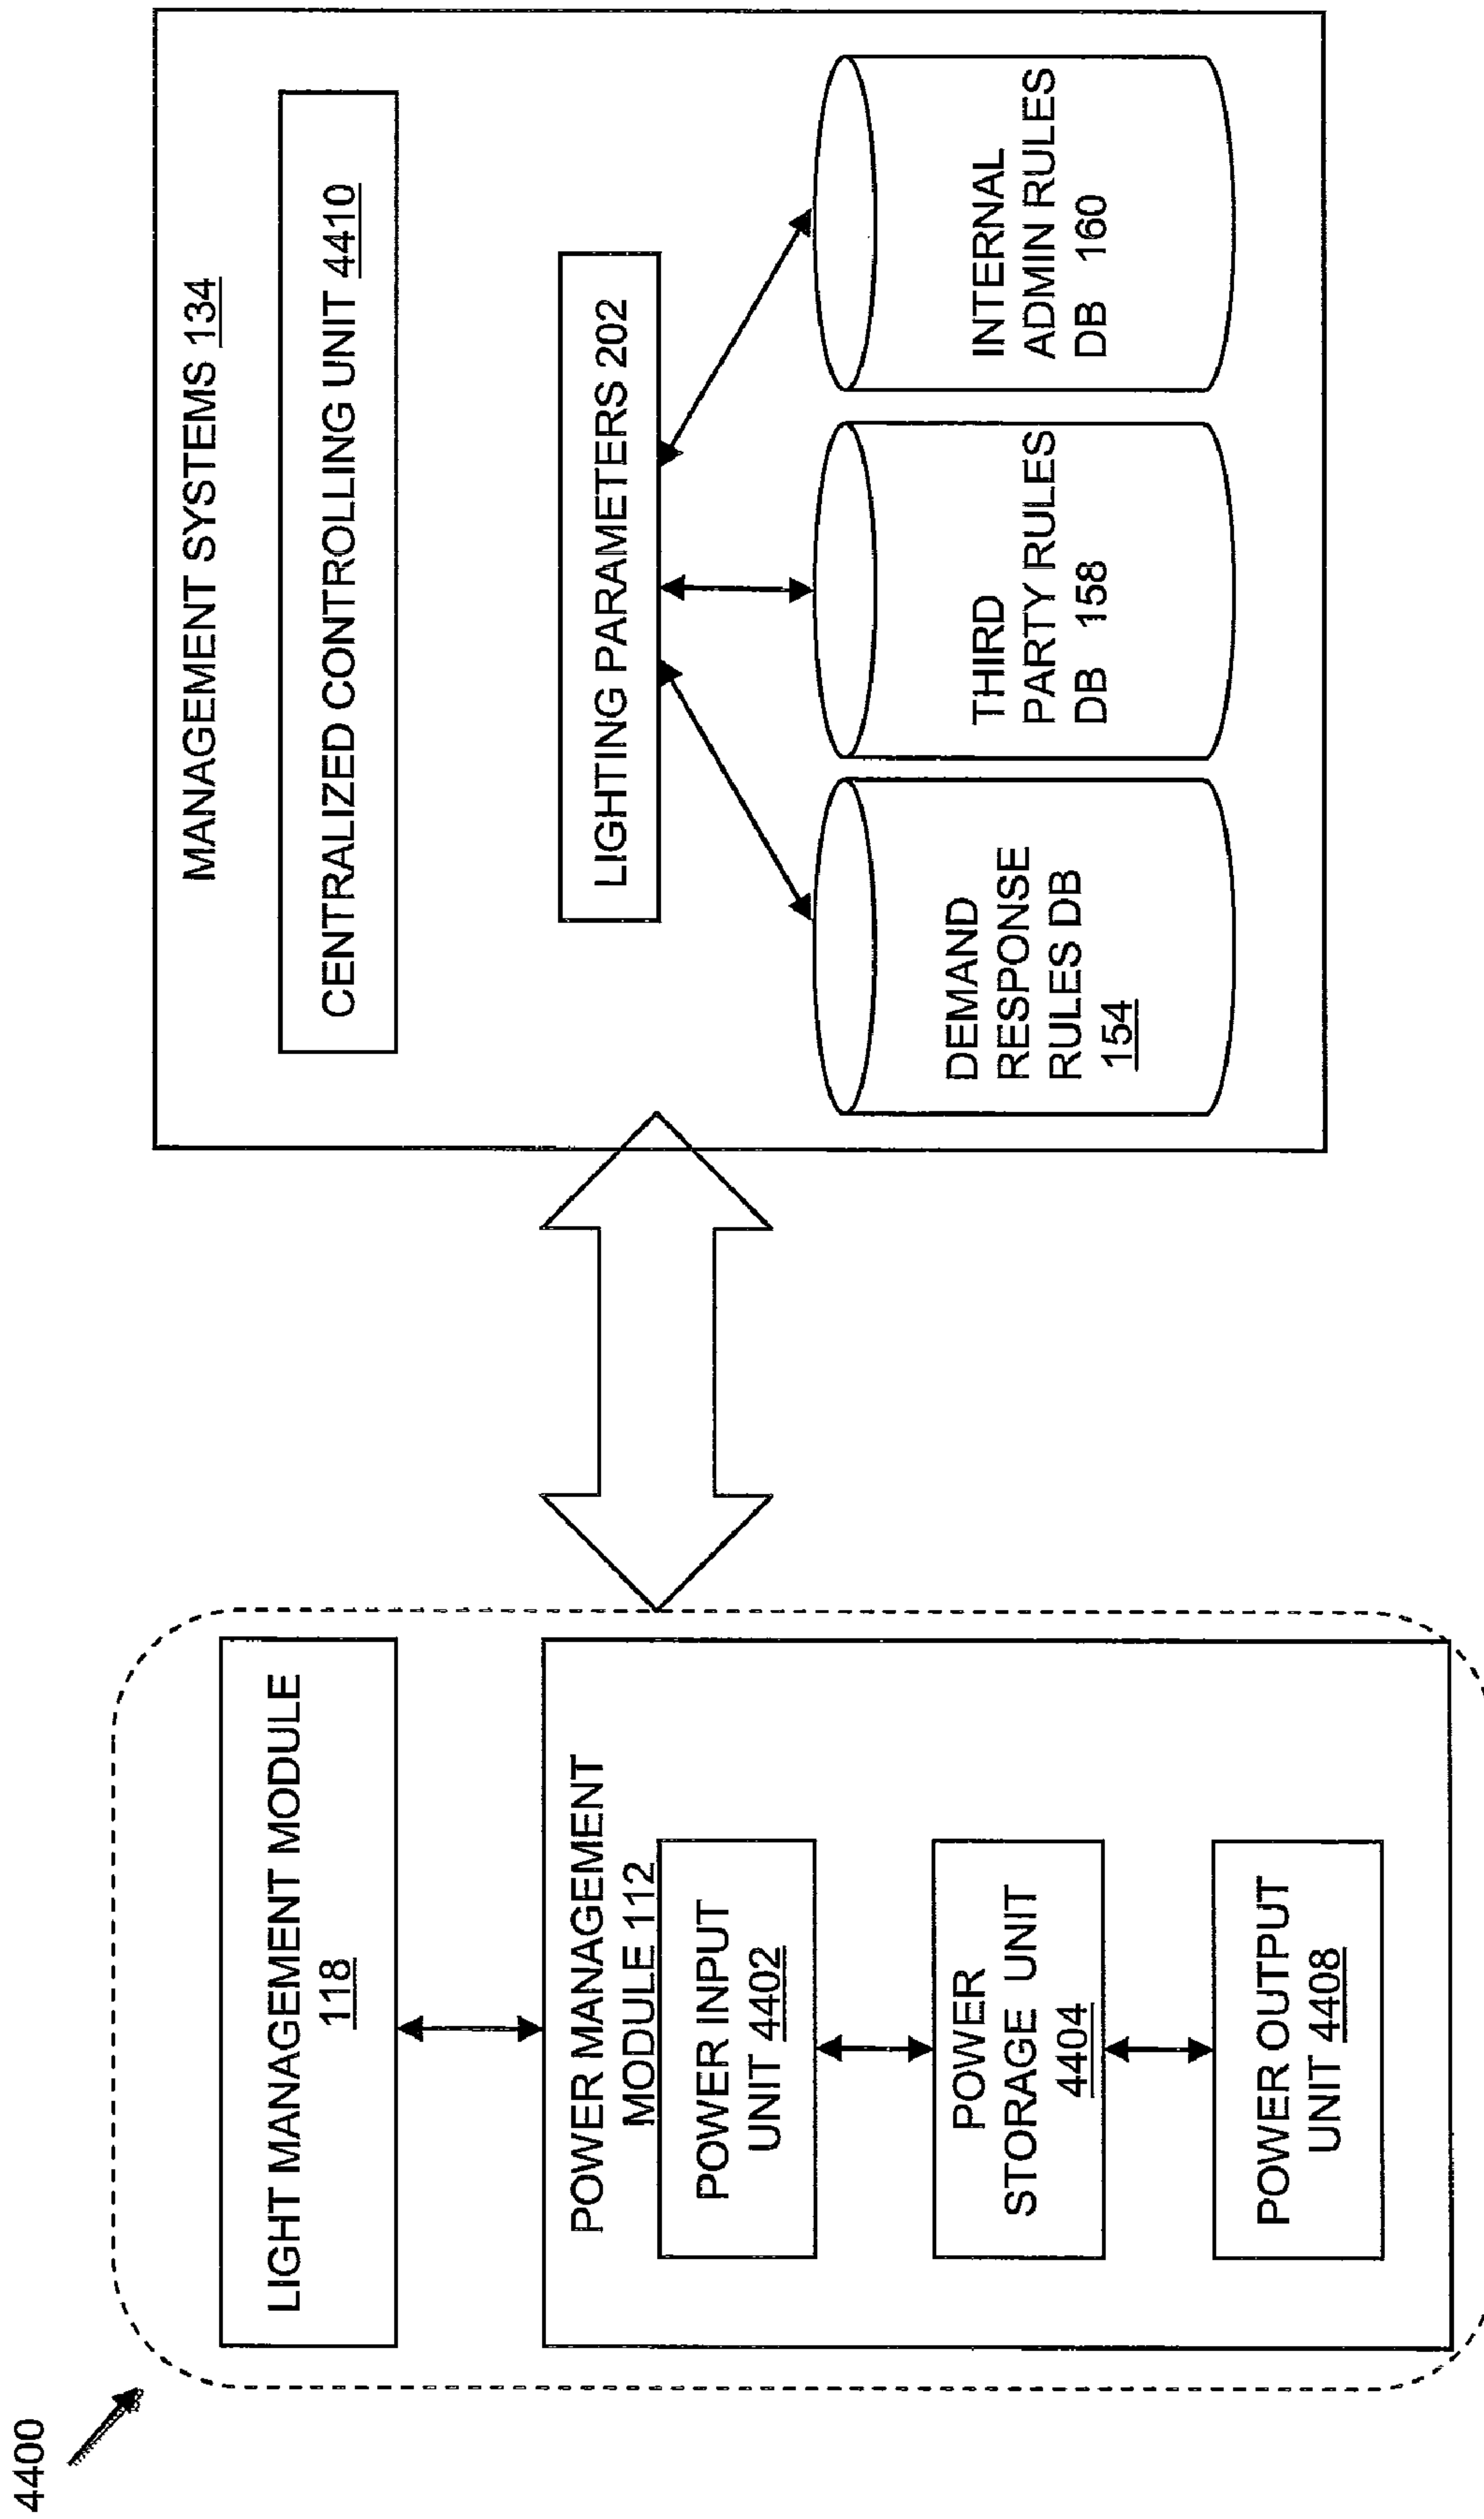 4400
LIGHT MANAGEMENT MODULE
118
POWER MANAGEMENT
MODULE 112
POWER INPUT
UNIT 4402
POWER
STORAGE UNIT
4404
POWER OUTPUT
UNIT 4408
MANAGEMENT SYSTEMS 134
CENTRALIZED CONTROLLING UNIT 4410
LIGHTING PARAMETERS 202
DEMAND
RESPONSE
RULES DB
154
THIRD
PARTY RULES
DB 158
INTERNAL
ADMIN RULES
DB 160